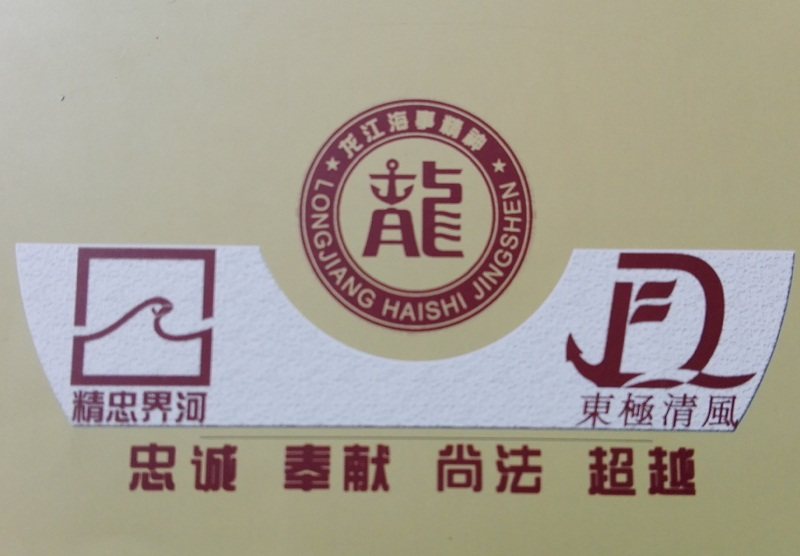 龙江海事精神
龍
LONGJIANG HAISHI JINGSHEN
精忠界河
東極清風
忠诚 奉献 尚法 超越